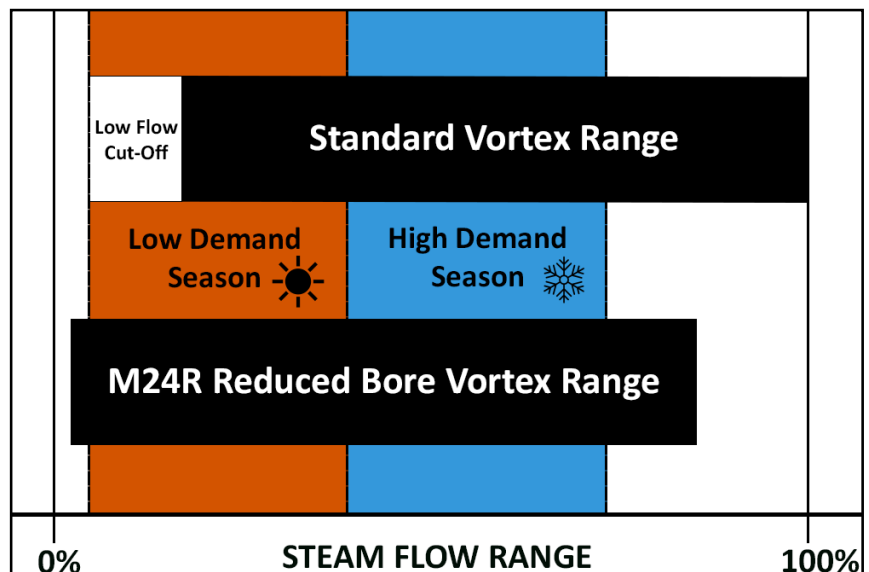 Low Flow
Cut-Off
Standard Vortex Range
Low Demand
Season
High Demand
Season
M24R Reduced Bore Vortex Range
0%
STEAM FLOW RANGE
100%